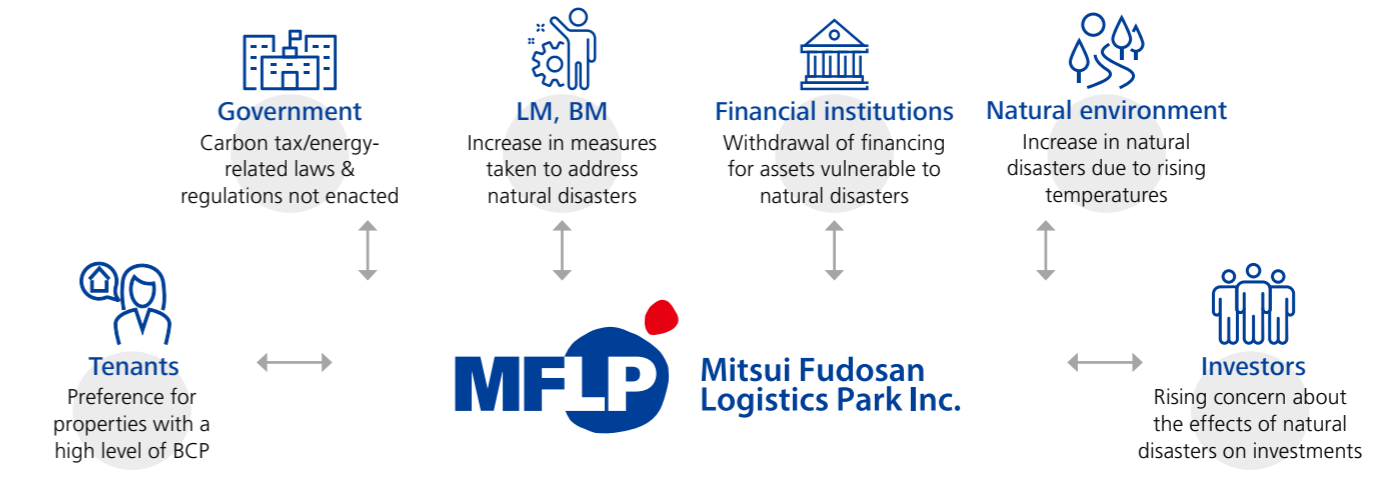 Government
Carbon tax/energy-
related laws &
regulations not enacted
LM, BM
Increase in measures
taken to address
natural disasters
Financial institutions
Withdrawal of financing
for assets vulnerable to
natural disasters
Natural environment
Increase in natural
disasters due to rising
temperatures
Tenants
Preference for
properties with a
high level of BCP
MFLP
Mitsui Fudosan
Logistics Park Inc.
Investors
Rising concern about
the effects of natural
disasters on investments